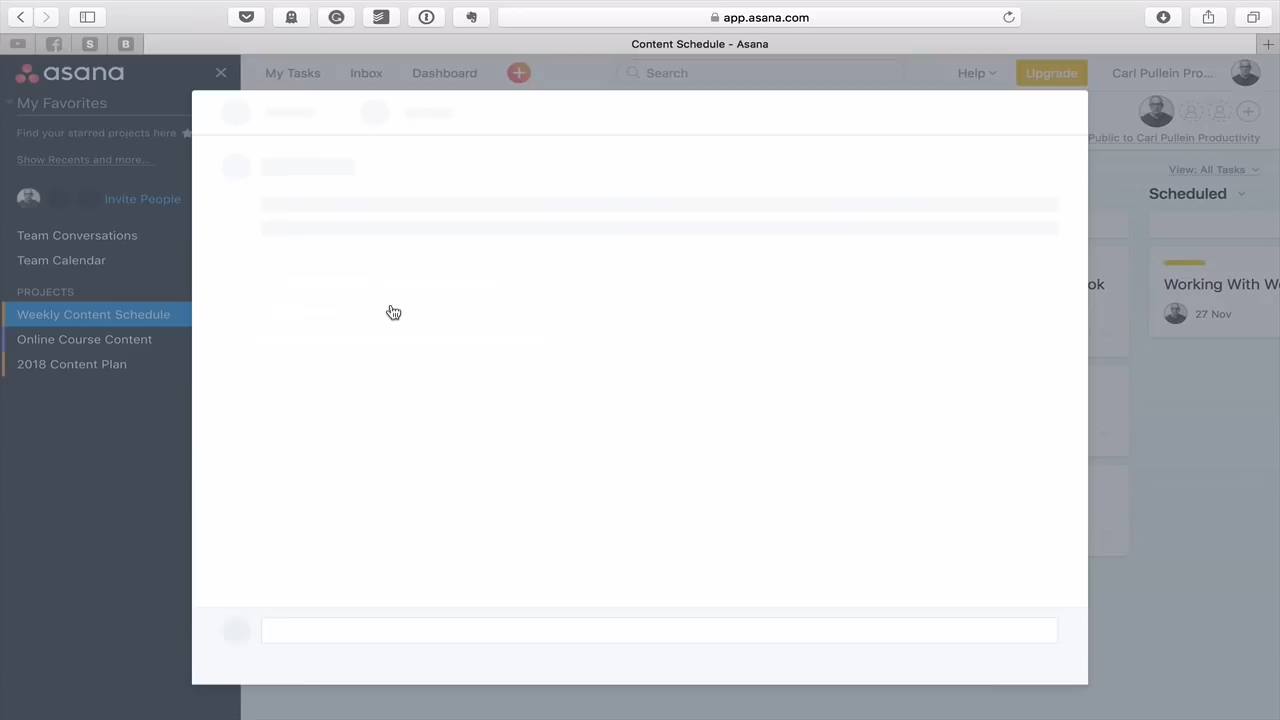 app.asana.com
Content Schedule - Asana
S
B
asana
My Tasks
Inbox
Dashboard
Search
Help
Upgrade
Carl Pullein Pro...
My Favorites
Find your starred projects here
Show Recents and more...
Invite People
Team Conversations
Team Calendar
PROJECTS
Weekly Content Schedule
Online Course Content
2018 Content Plan
Public to Carl Pullein Productivity
View: All Tasks
Scheduled
ok
Working With We
27 Nov